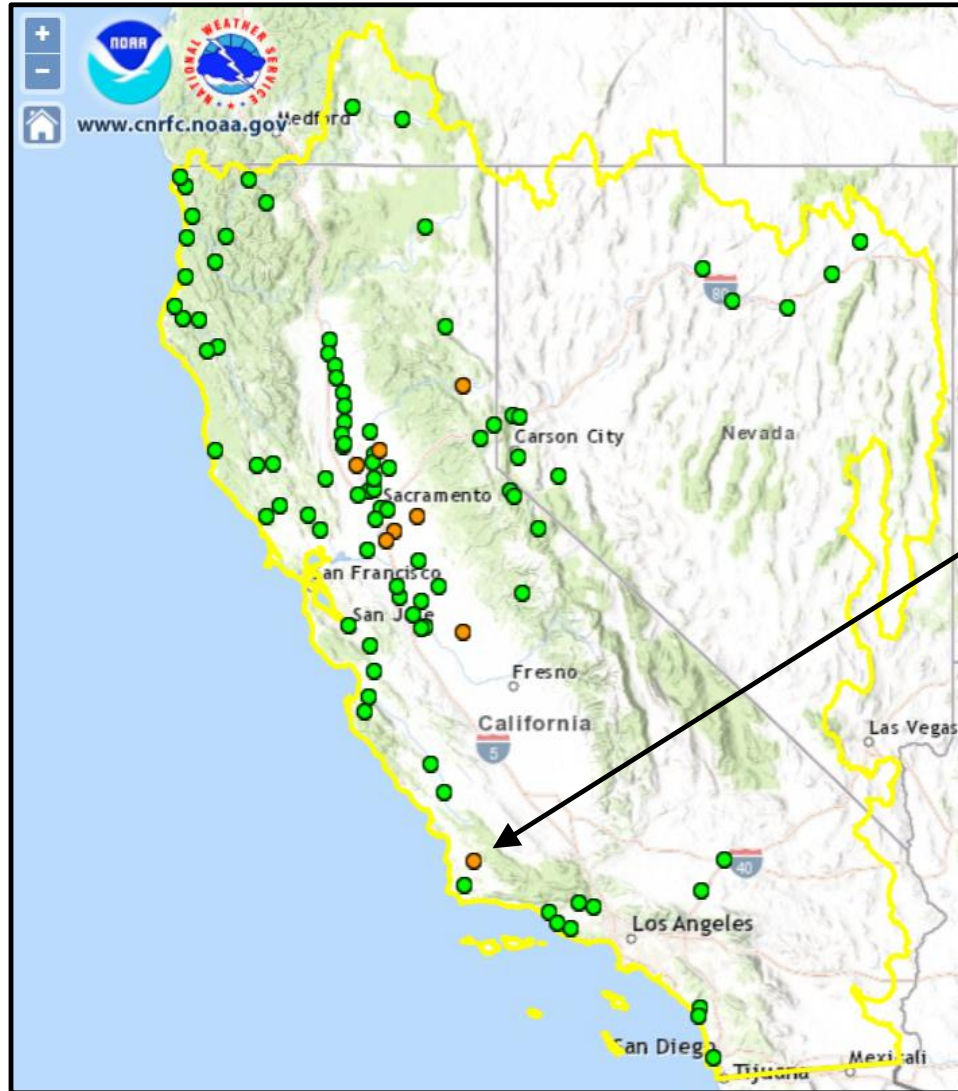 +
NOAA
NATIONAL WEATHER SERVICE
−
www.cnrfc.noaa.gov
Medford
80
Carson City
Nevada
Sacramento
San Francisco
San Jose
Fresno
California
5
Las Vegas
40
Los Angeles
San Diego
Tijuana
Mexicali